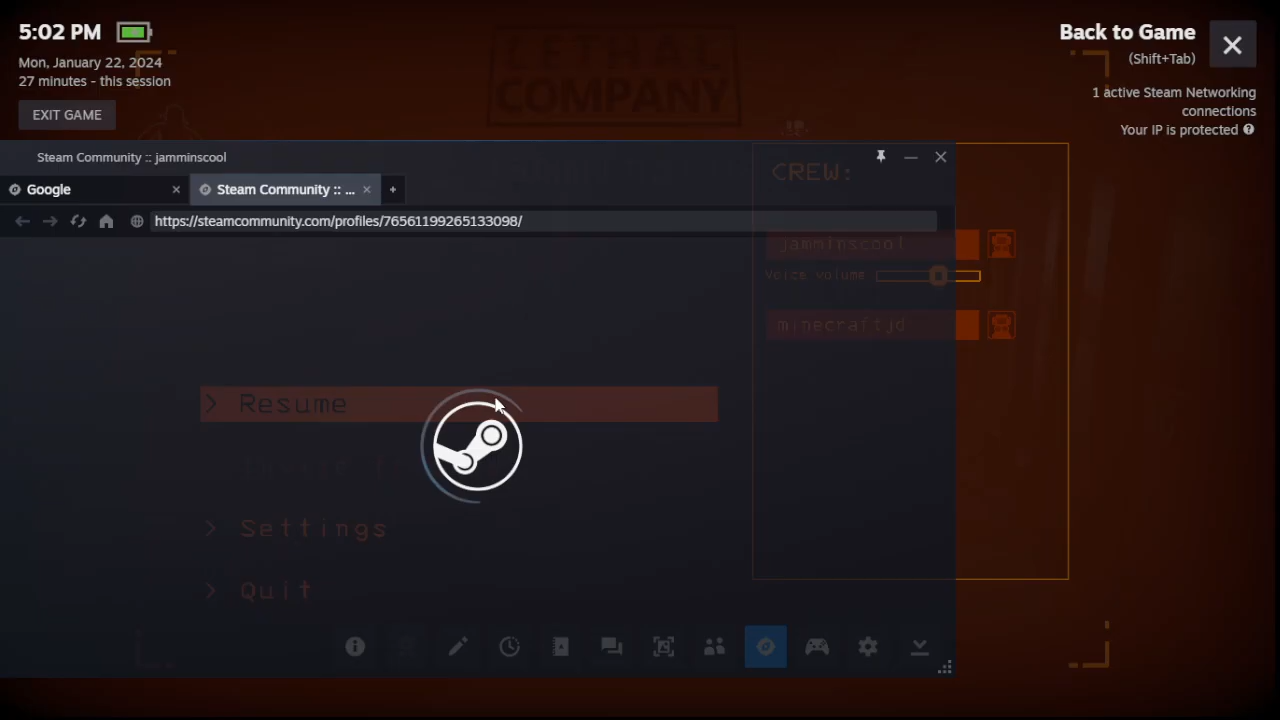 5:02 PM
Mon, January 22, 2024
27 minutes - this session
EXIT GAME
LETHAL
COMPANY
Back to Game
(Shift+Tab)
1 active Steam Networking
connections
Your IP is protected
Steam Community :: jamminscool
Google
Steam Community :: ...
https://steamcommunity.com/profiles/76561199265133098/
CREW:
jamminscool
Voice volume
minecraftjd
> Resume
> Settings
> Quit